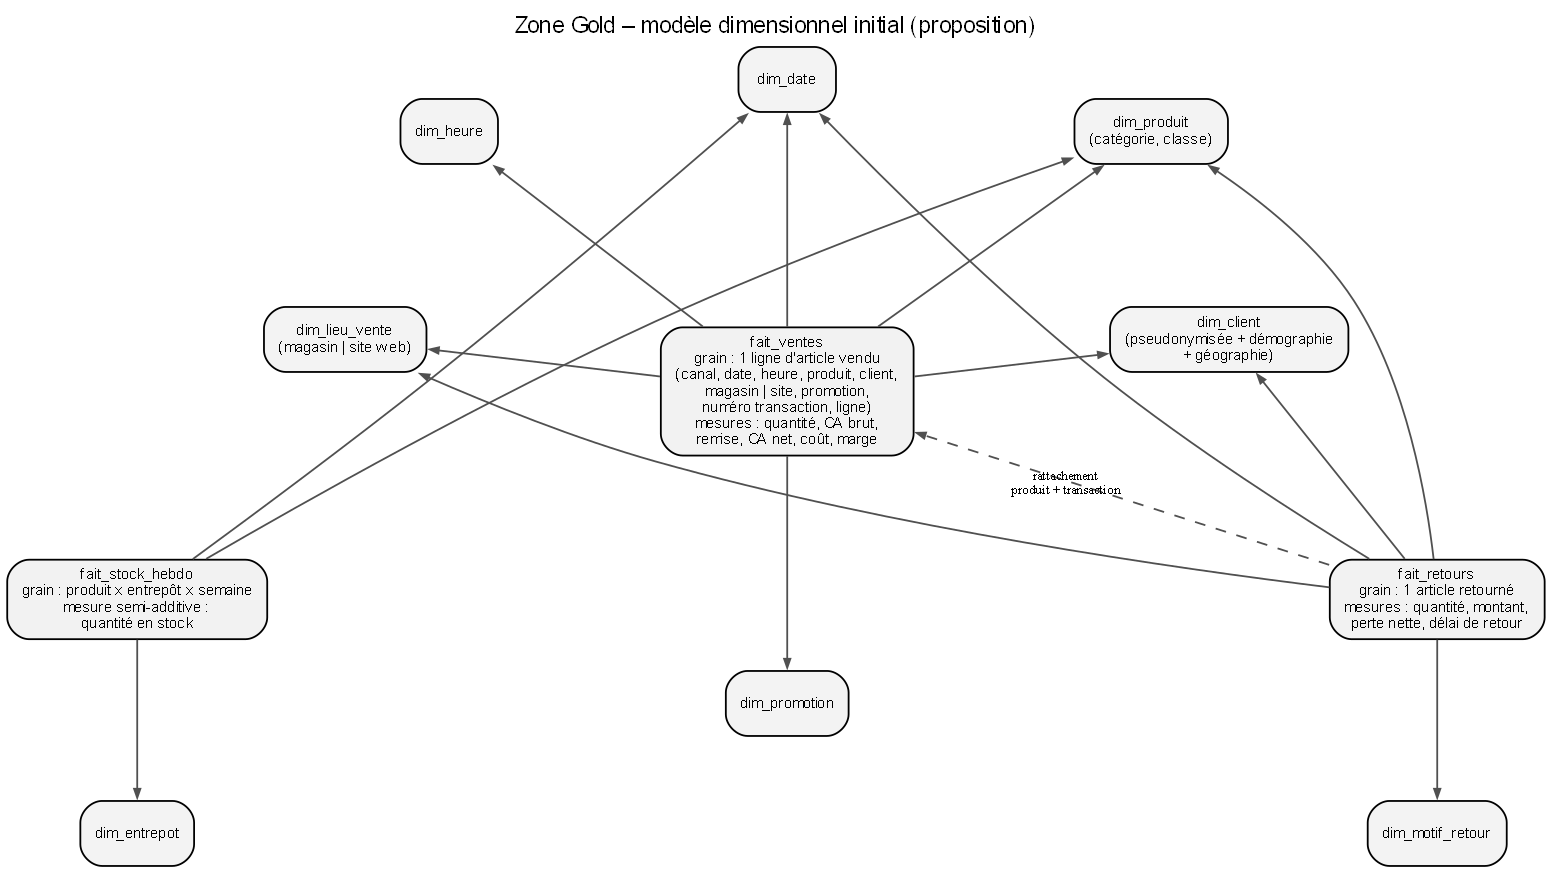 Zone Gold – modèle dimensionnel initial (proposition)
dim_date
dim_heure
dim_produit
(catégorie, classe)
dim_lieu_vente
(magasin | site web)
fait_ventes
grain : 1 ligne d'article vendu
(canal, date, heure, produit, client,
magasin | site, promotion,
numéro transaction, ligne)
mesures : quantité, CA brut,
remise, CA net, coût, marge
dim_client
(pseudonymisée + démographie
+ géographie)
rattachement
produit + transaction
fait_stock_hebdo
grain : produit x entrepôt x semaine
mesure semi-additive :
quantité en stock
fait_retours
grain : 1 article retourné
mesures : quantité, montant,
perte nette, délai de retour
dim_promotion
dim_entrepot
dim_motif_retour